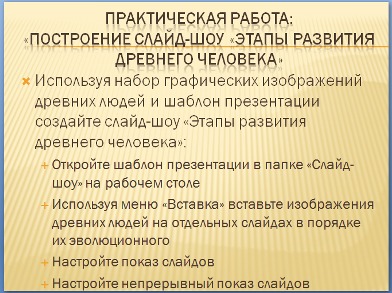 ПРАКТИЧЕСКАЯ РАБОТА:
«ПОСТРОЕНИЕ СЛАЙД-ШОУ «ЭТАПЫ РАЗВИТИЯ
ДРЕВНЕГО ЧЕЛОВЕКА»
Используя набор графических изображений
древних людей и шаблон презентации
создайте слайд-шоу «Этапы развития
древнего человека»:
Откройте шаблон презентации в папке «Слайд-
шоу» на рабочем столе
Используя меню «Вставка» вставьте изображения
древних людей на отдельных слайдах в порядке
их эволюционного
Настройте показ слайдов
Настройте непрерывный показ слайдов